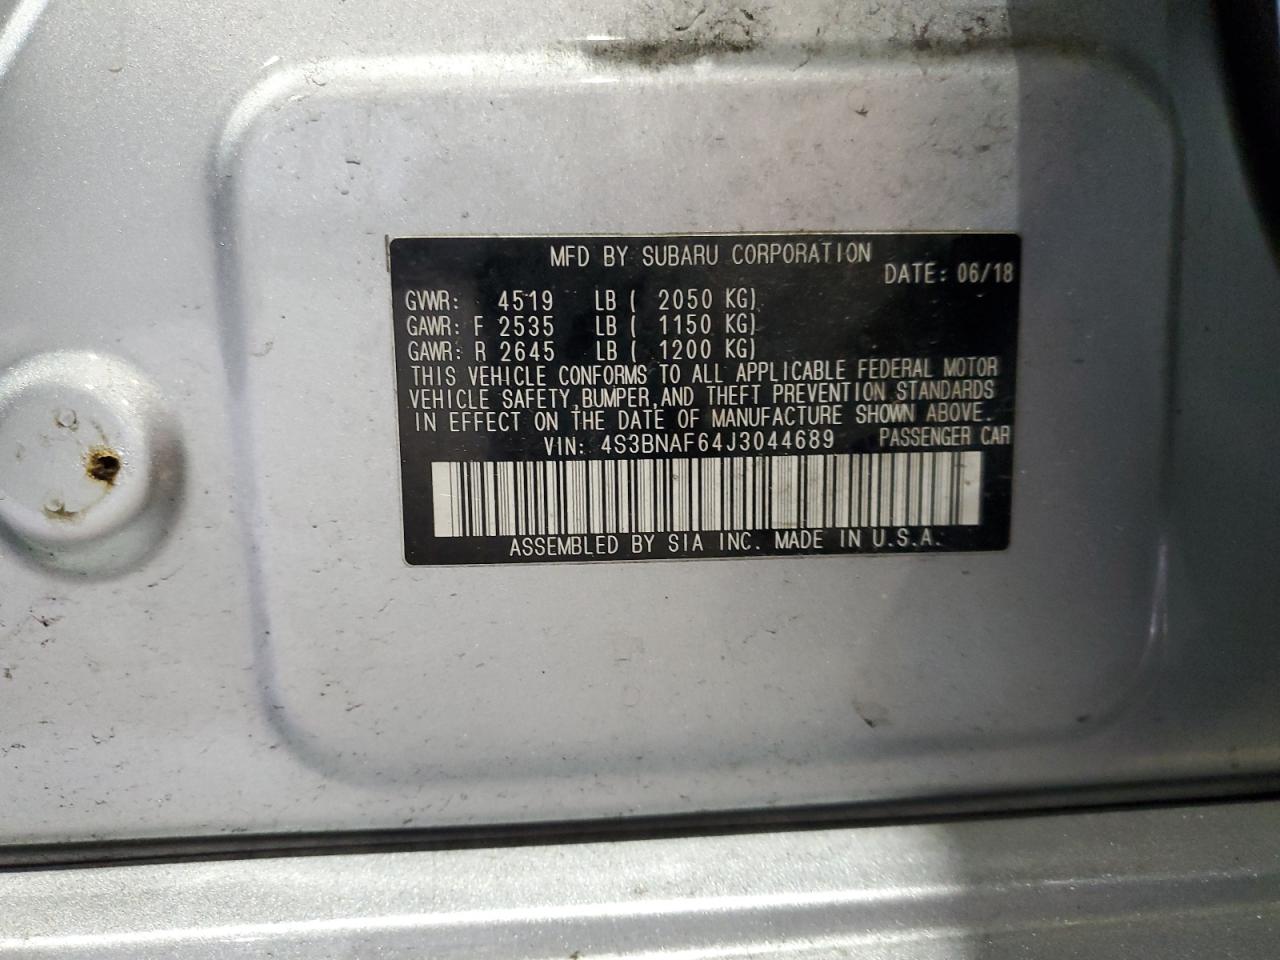 MFD BY SUBARU CORPORATION
DATE: 06/18
GVWR: 4519 LB ( 2050 KG)
GAWR: F 2535 LB ( 1150 KG)
GAWR: R 2645 LB ( 1200 KG)
THIS VEHICLE CONFORMS TO ALL APPLICABLE FEDERAL MOTOR
VEHICLE SAFETY, BUMPER, AND THEFT PREVENTION STANDARDS
IN EFFECT ON THE DATE OF MANUFACTURE SHOWN ABOVE.
VIN: 4S3BNAF64J3044689 PASSENGER CAR
ASSEMBLED BY SIA INC. MADE IN U.S.A.